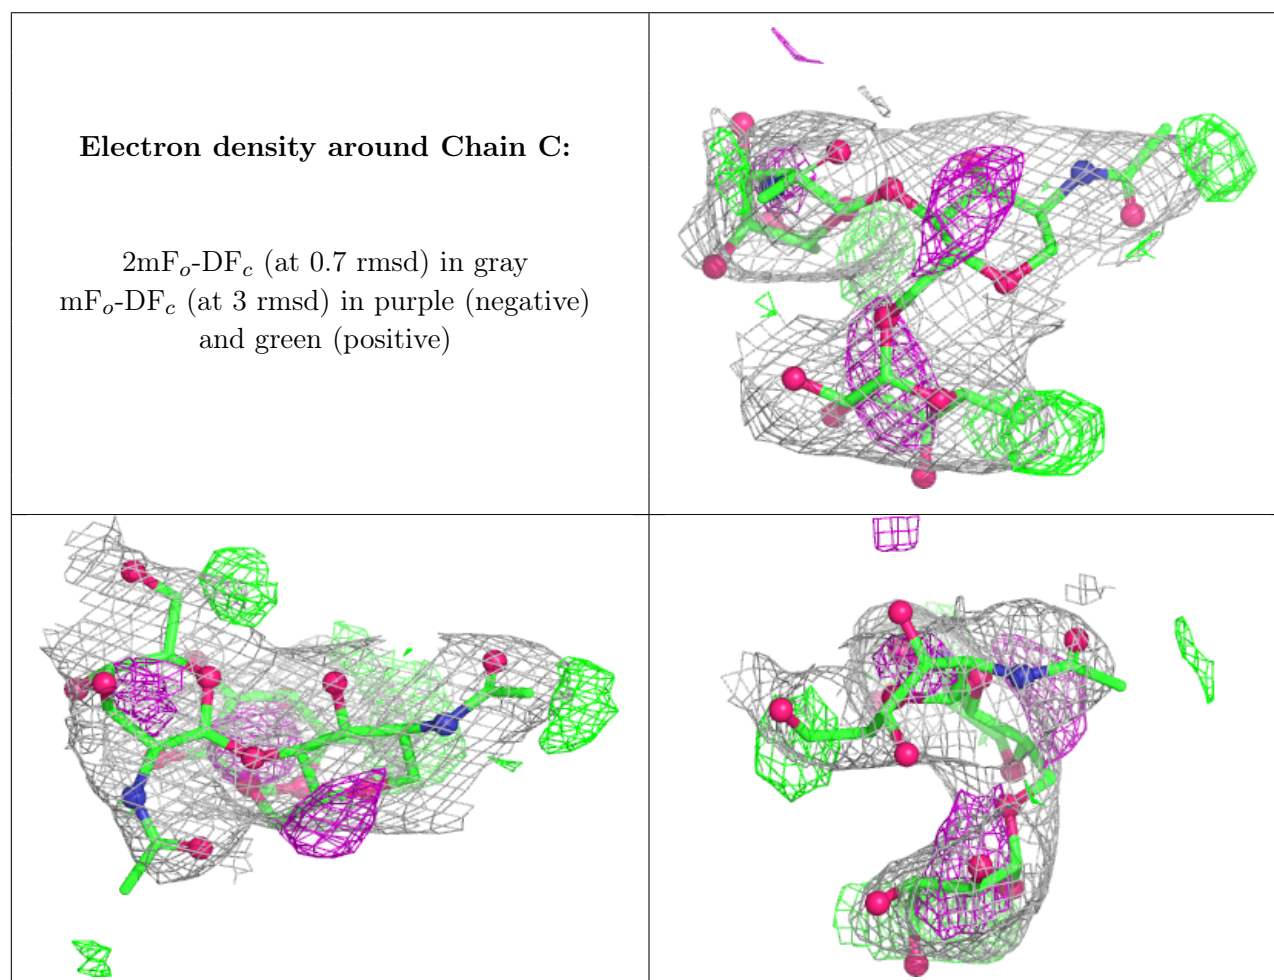 Electron density around Chain C:
2mFo-DFc (at 0.7 rmsd) in gray
mFo-DFc (at 3 rmsd) in purple (negative)
and green (positive)